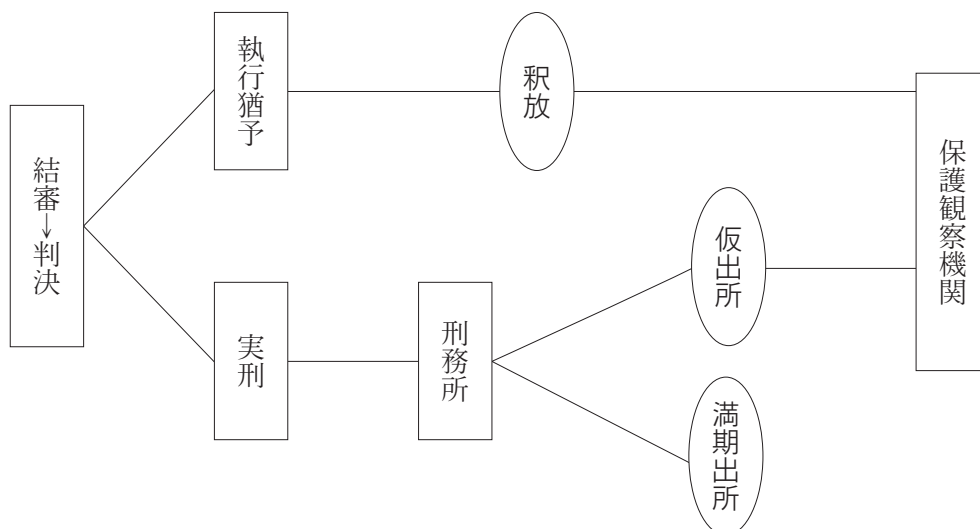 結審→判決
執行猶予
釈放
実刑
刑務所
仮出所
満期出所
保護観察機関